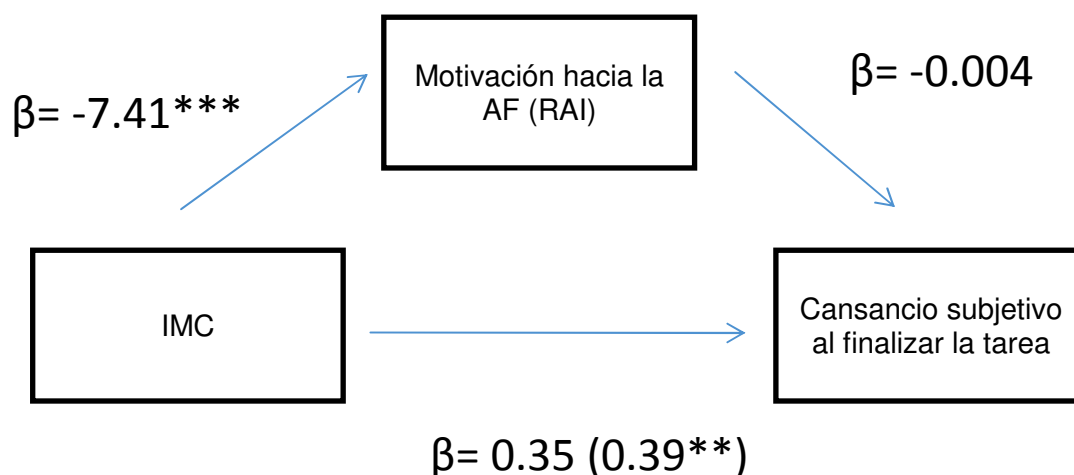 Motivación hacia la
AF (RAI)
β= -0.004
β= -7.41***
IMC
Cansancio subjetivo
al finalizar la tarea
β= 0.35 (0.39**)